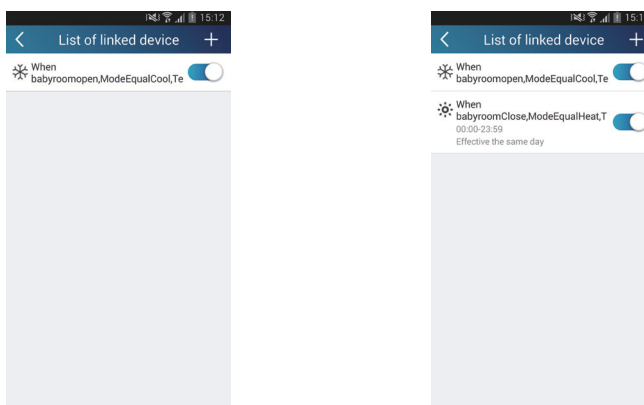 15:12
List of linked device
When
babyroomopen,ModeEqualCool,Te
15:1
List of linked device
When
babyroomopen,ModeEqualCool,Te
When
babyroomClose,ModeEqualHeat,T
00:00-23:59
Effective the same day